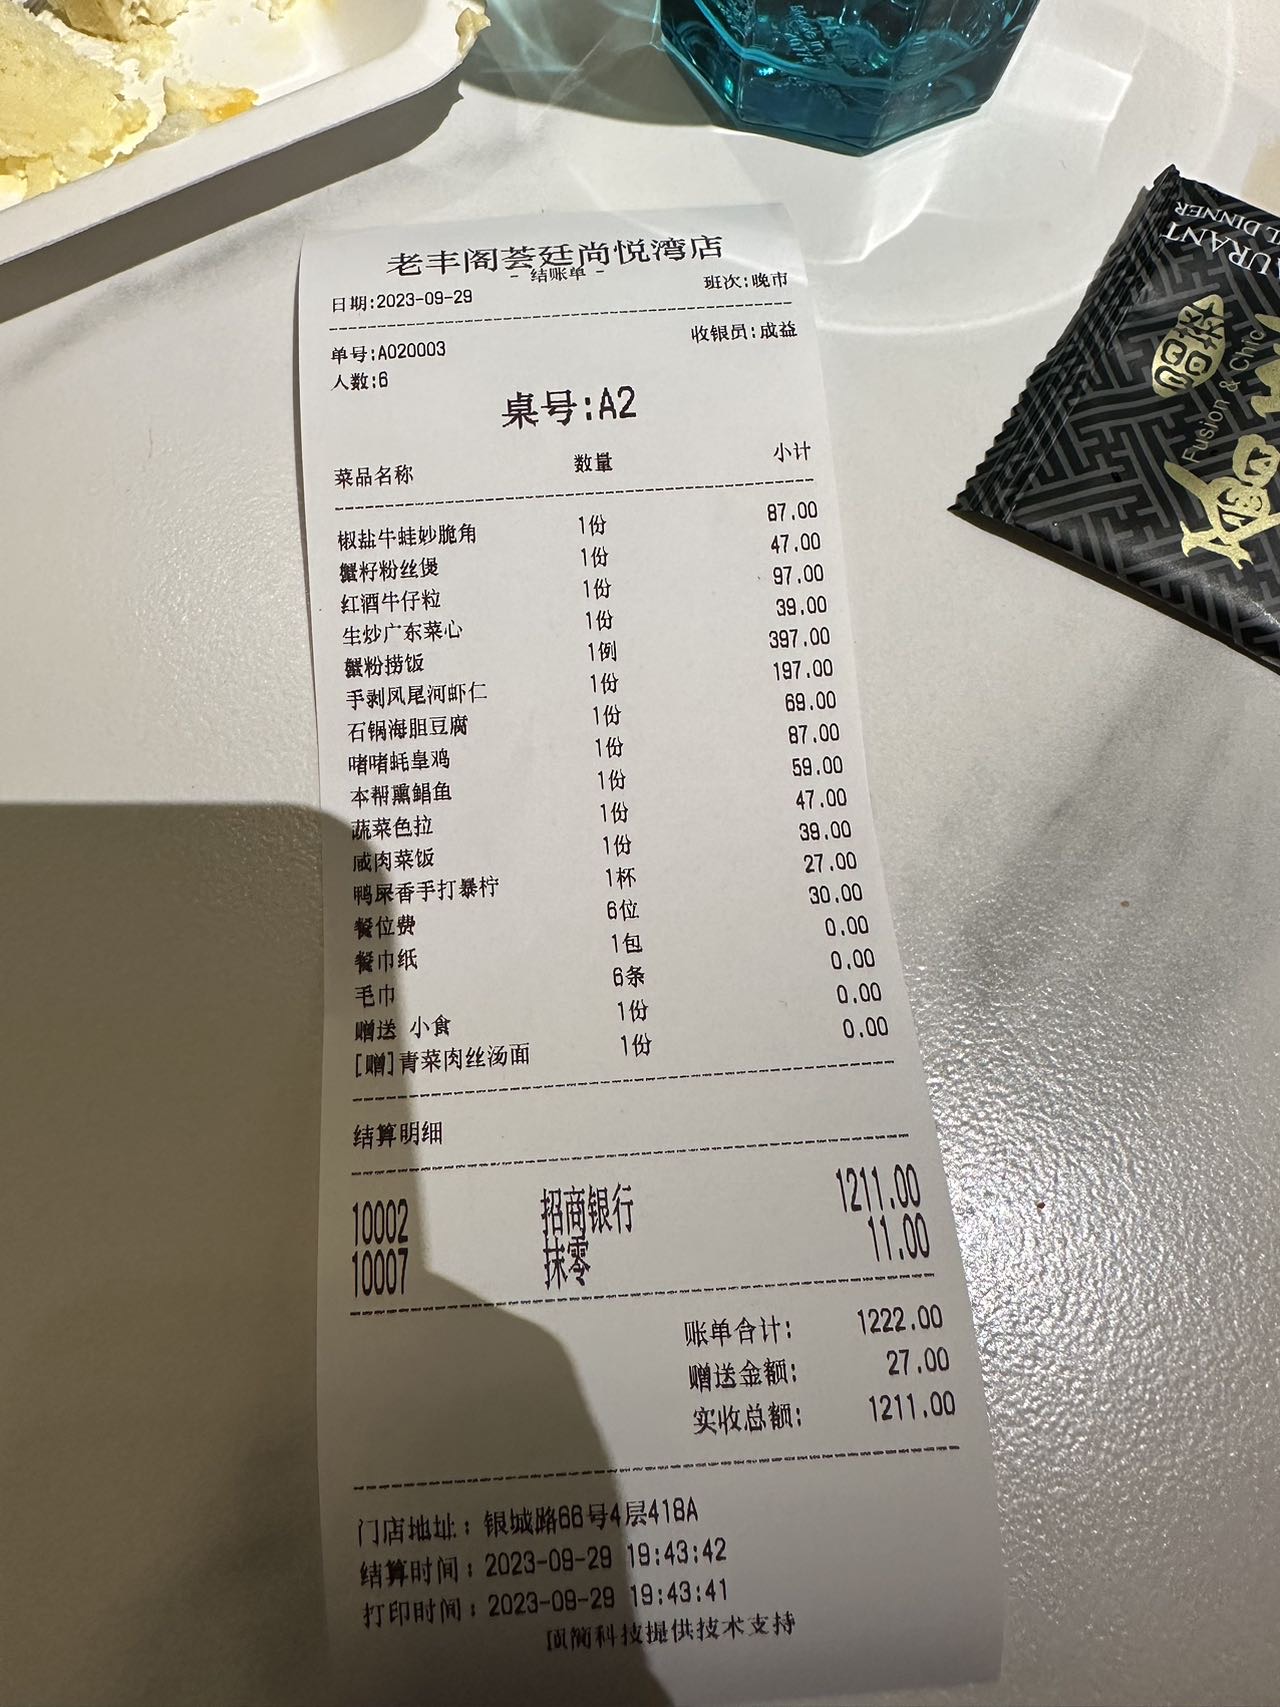 老丰阁荟廷尚悦湾店
- 结账单 -
日期:2023-09-29 班次:晚市
单号:A020003 收银员:成益
人数:6
桌号:A2
菜品名称 数量 小计
椒盐牛蛙妙脆角 1份 87.00
蟹籽粉丝煲 1份 47.00
红酒牛仔粒 1份 97.00
生炒广东菜心 1份 39.00
蟹粉捞饭 1例 397.00
手剥凤尾河虾仁 1份 197.00
石锅海胆豆腐 1份 69.00
啫啫蚝皇鸡 1份 87.00
本帮熏鲳鱼 1份 59.00
蔬菜色拉 1份 47.00
咸肉菜饭 1份 39.00
鸭屎香手打暴柠 1杯 27.00
餐位费 6位 30.00
餐巾纸 1包 0.00
毛巾 6条 0.00
赠送 小食 1份 0.00
[赠]青菜肉丝汤面 1份 0.00
结算明细
10002 招商银行 1211.00
10007 抹零 11.00
账单合计: 1222.00
赠送金额: 27.00
实收总额: 1211.00
门店地址：银城路66号4层418A
结算时间：2023-09-29 19:43:42
打印时间：2023-09-29 19:43:41
科技提供技术支持
URANT
L DINNER
Fusion & Chic